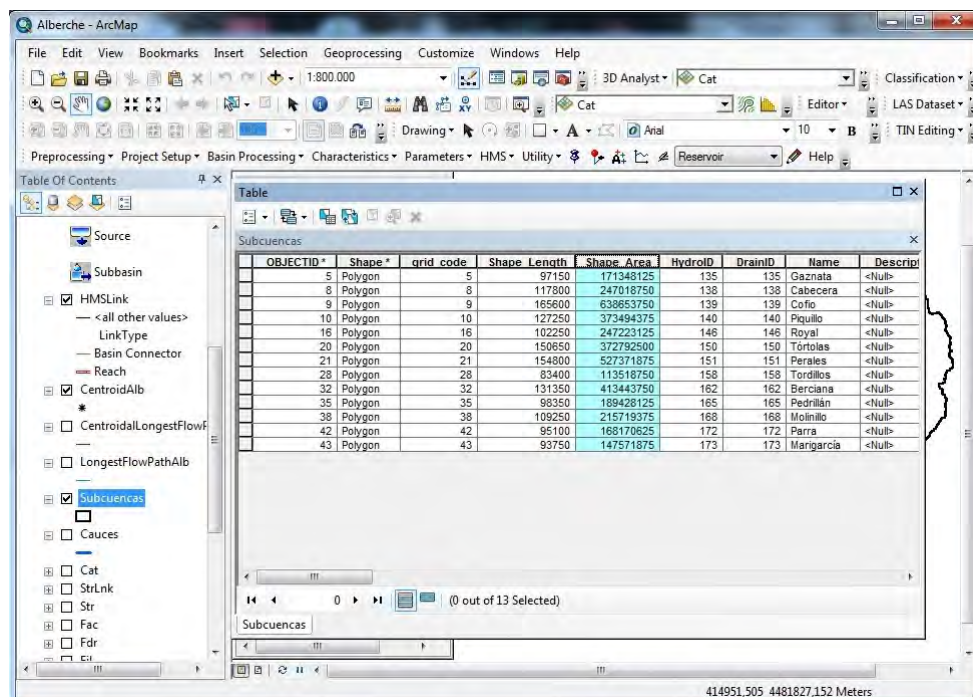 Alberche - ArcMap
File Edit View Bookmarks Insert Selection Geoprocessing Customize Windows Help
1:800.000 3D Analyst Cat Classification
Cat Editor LAS Dataset
Drawing A Arial 10 B TIN Editing
Preprocessing Project Setup Basin Processing Characteristics Parameters HMS Utility Reservoir Help
Table Of Contents
Source
Subbasin
HMSLink
<all other values>
LinkType
Basin Connector
Reach
CentroidAlb
CentroidalLongestFlowP
LongestFlowPathAlb
Subcuencas
Cauces
Cat
StrLnk
Str
Fac
Fdr
Fil
Table
Subcuencas
OBJECTID * Shape * grid_code Shape_Length Shape_Area HydroID DrainID Name Descript
5 Polygon 5 97150 171348125 135 135 Gaznata <Null>
8 Polygon 8 117800 247018750 138 138 Cabecera <Null>
9 Polygon 9 165600 638653750 139 139 Cofio <Null>
10 Polygon 10 127250 373494375 140 140 Piquillo <Null>
16 Polygon 16 102250 247223125 146 146 Royal <Null>
20 Polygon 20 150650 372792500 150 150 Tórtolas <Null>
21 Polygon 21 154800 527371875 151 151 Perales <Null>
28 Polygon 28 83400 113518750 158 158 Tordillos <Null>
32 Polygon 32 131350 413443750 162 162 Berciana <Null>
35 Polygon 35 98350 189428125 165 165 Pedrillán <Null>
38 Polygon 38 109250 215719375 168 168 Molinillo <Null>
42 Polygon 42 95100 168170625 172 172 Parra <Null>
43 Polygon 43 93750 147571875 173 173 Marigarcía <Null>
0 (0 out of 13 Selected)
Subcuencas
414951,505 4481827,152 Meters